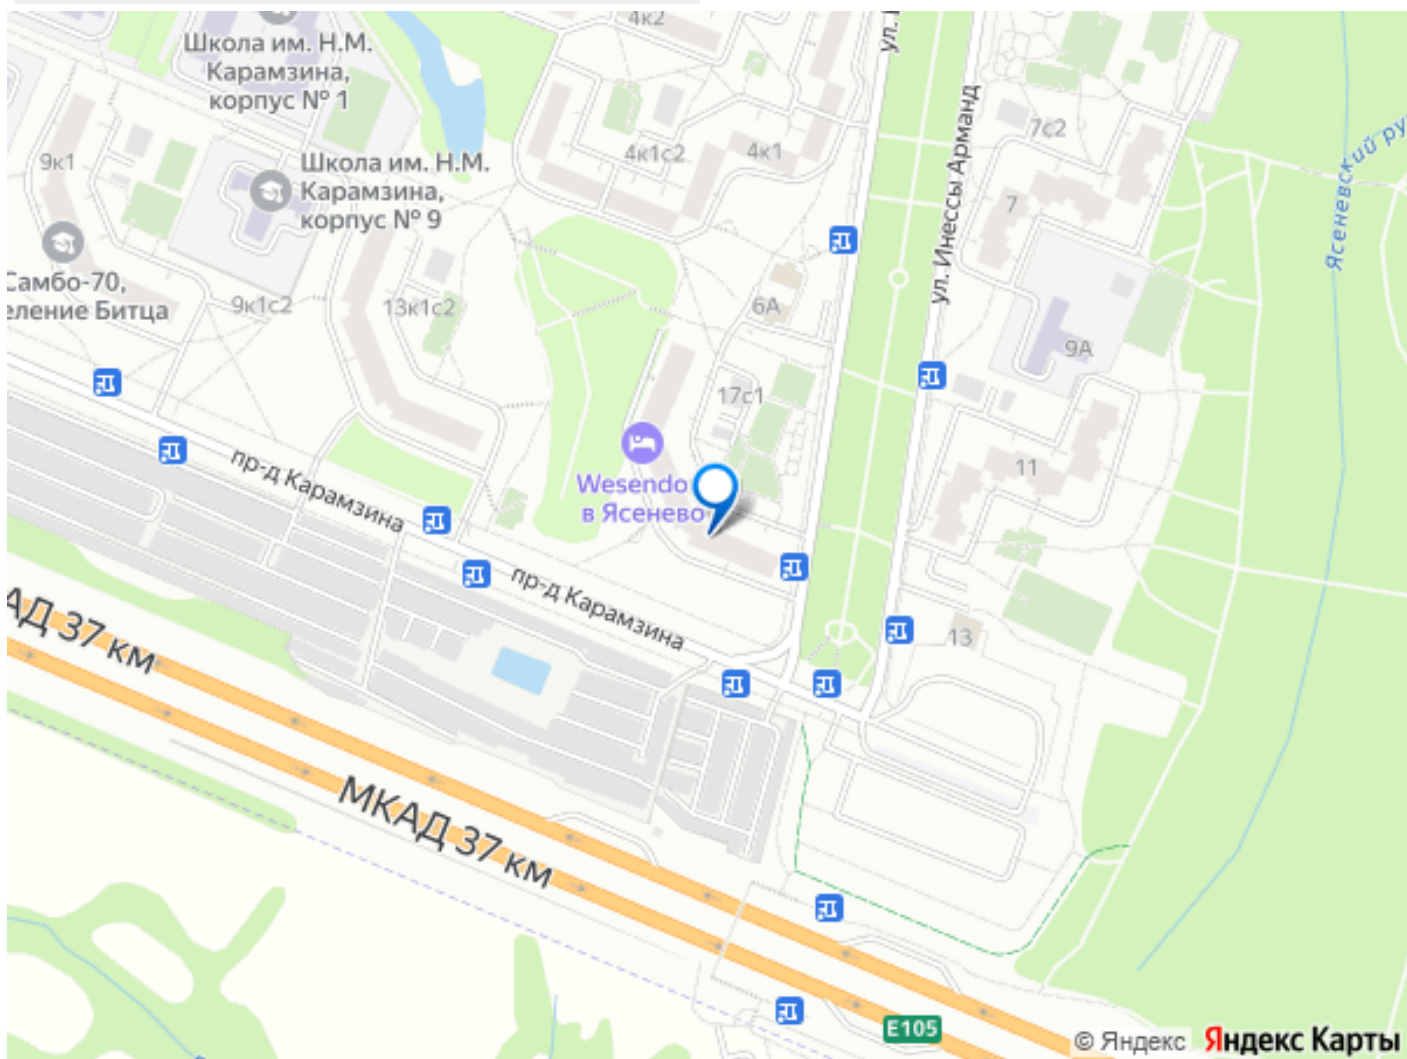 4к2
ул.
Школа им. Н.М.
Карамзина,
корпус № 1
7с2
ул. Инессы Арманд
Ясеневский ру
9к1
Школа им. Н.М.
Карамзина,
корпус № 9
4к1с2
4к1
7
Самбо-70,
еление Битца
9к1с2
13к1с2
6А
9А
17с1
11
пр-д Карамзина
Wesendo
в Ясенево
пр-д Карамзина
13
АД 37 км
МКАД 37 км
E105
© Яндекс Яндекс Карты